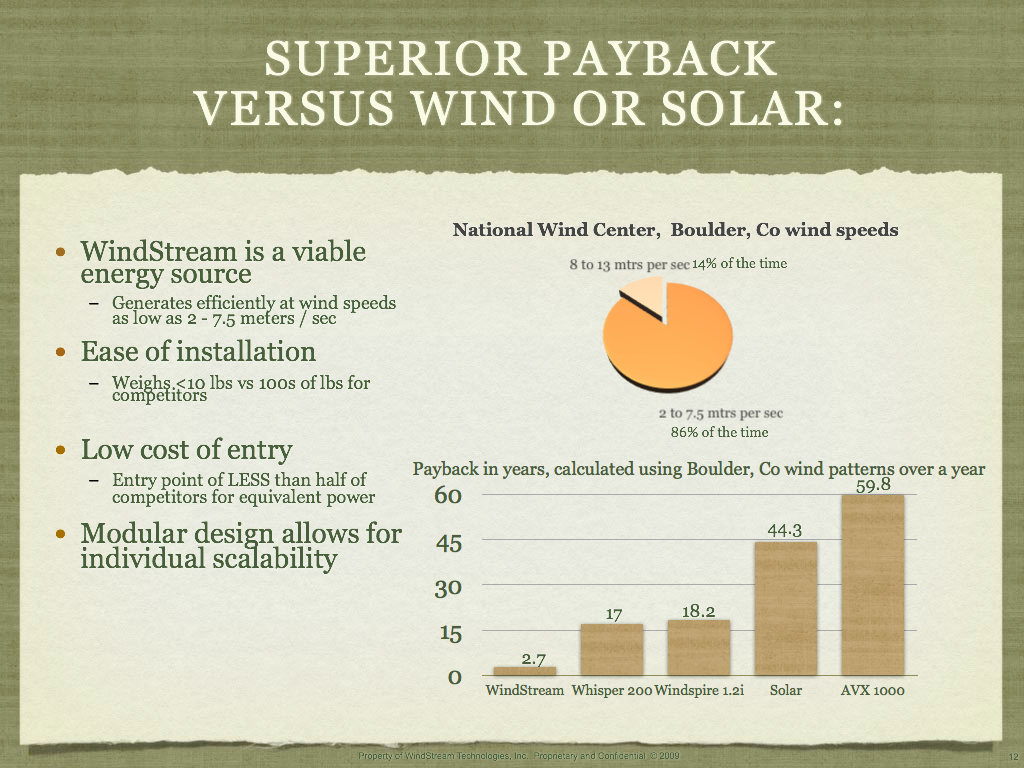 SUPERIOR PAYBACK
VERSUS WIND OR SOLAR:
• WindStream is a viable
energy source
– Generates efficiently at wind speeds
as low as 2 - 7.5 meters / sec
• Ease of installation
– Weighs <10 lbs vs 100s of lbs for
competitors
• Low cost of entry
– Entry point of LESS than half of
competitors for equivalent power
• Modular design allows for
individual scalability
National Wind Center, Boulder, Co wind speeds
8 to 13 mtrs per sec 14% of the time
2 to 7.5 mtrs per sec
86% of the time
Payback in years, calculated using Boulder, Co wind patterns over a year
60
45
30
15
0
2.7
17
18.2
44.3
59.8
WindStream Whisper 200 Windspire 1.2i Solar AVX 1000
Property of WindStream Technologies, Inc. Proprietary and Confidential © 2009
12